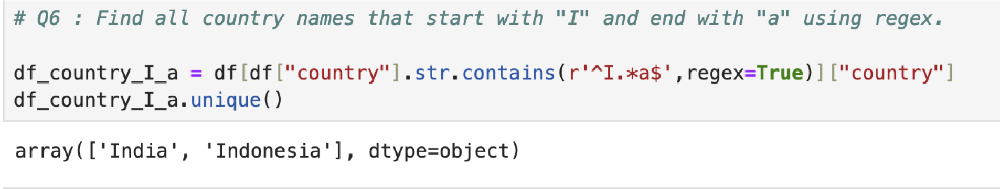 # Q6 : Find all country names that start with "I" and end with "a" using regex.
df_country_I_a = df[df["country"].str.contains(r'^I.*a$',regex=True)]["country"]
df_country_I_a.unique()
array(['India', 'Indonesia'], dtype=object)